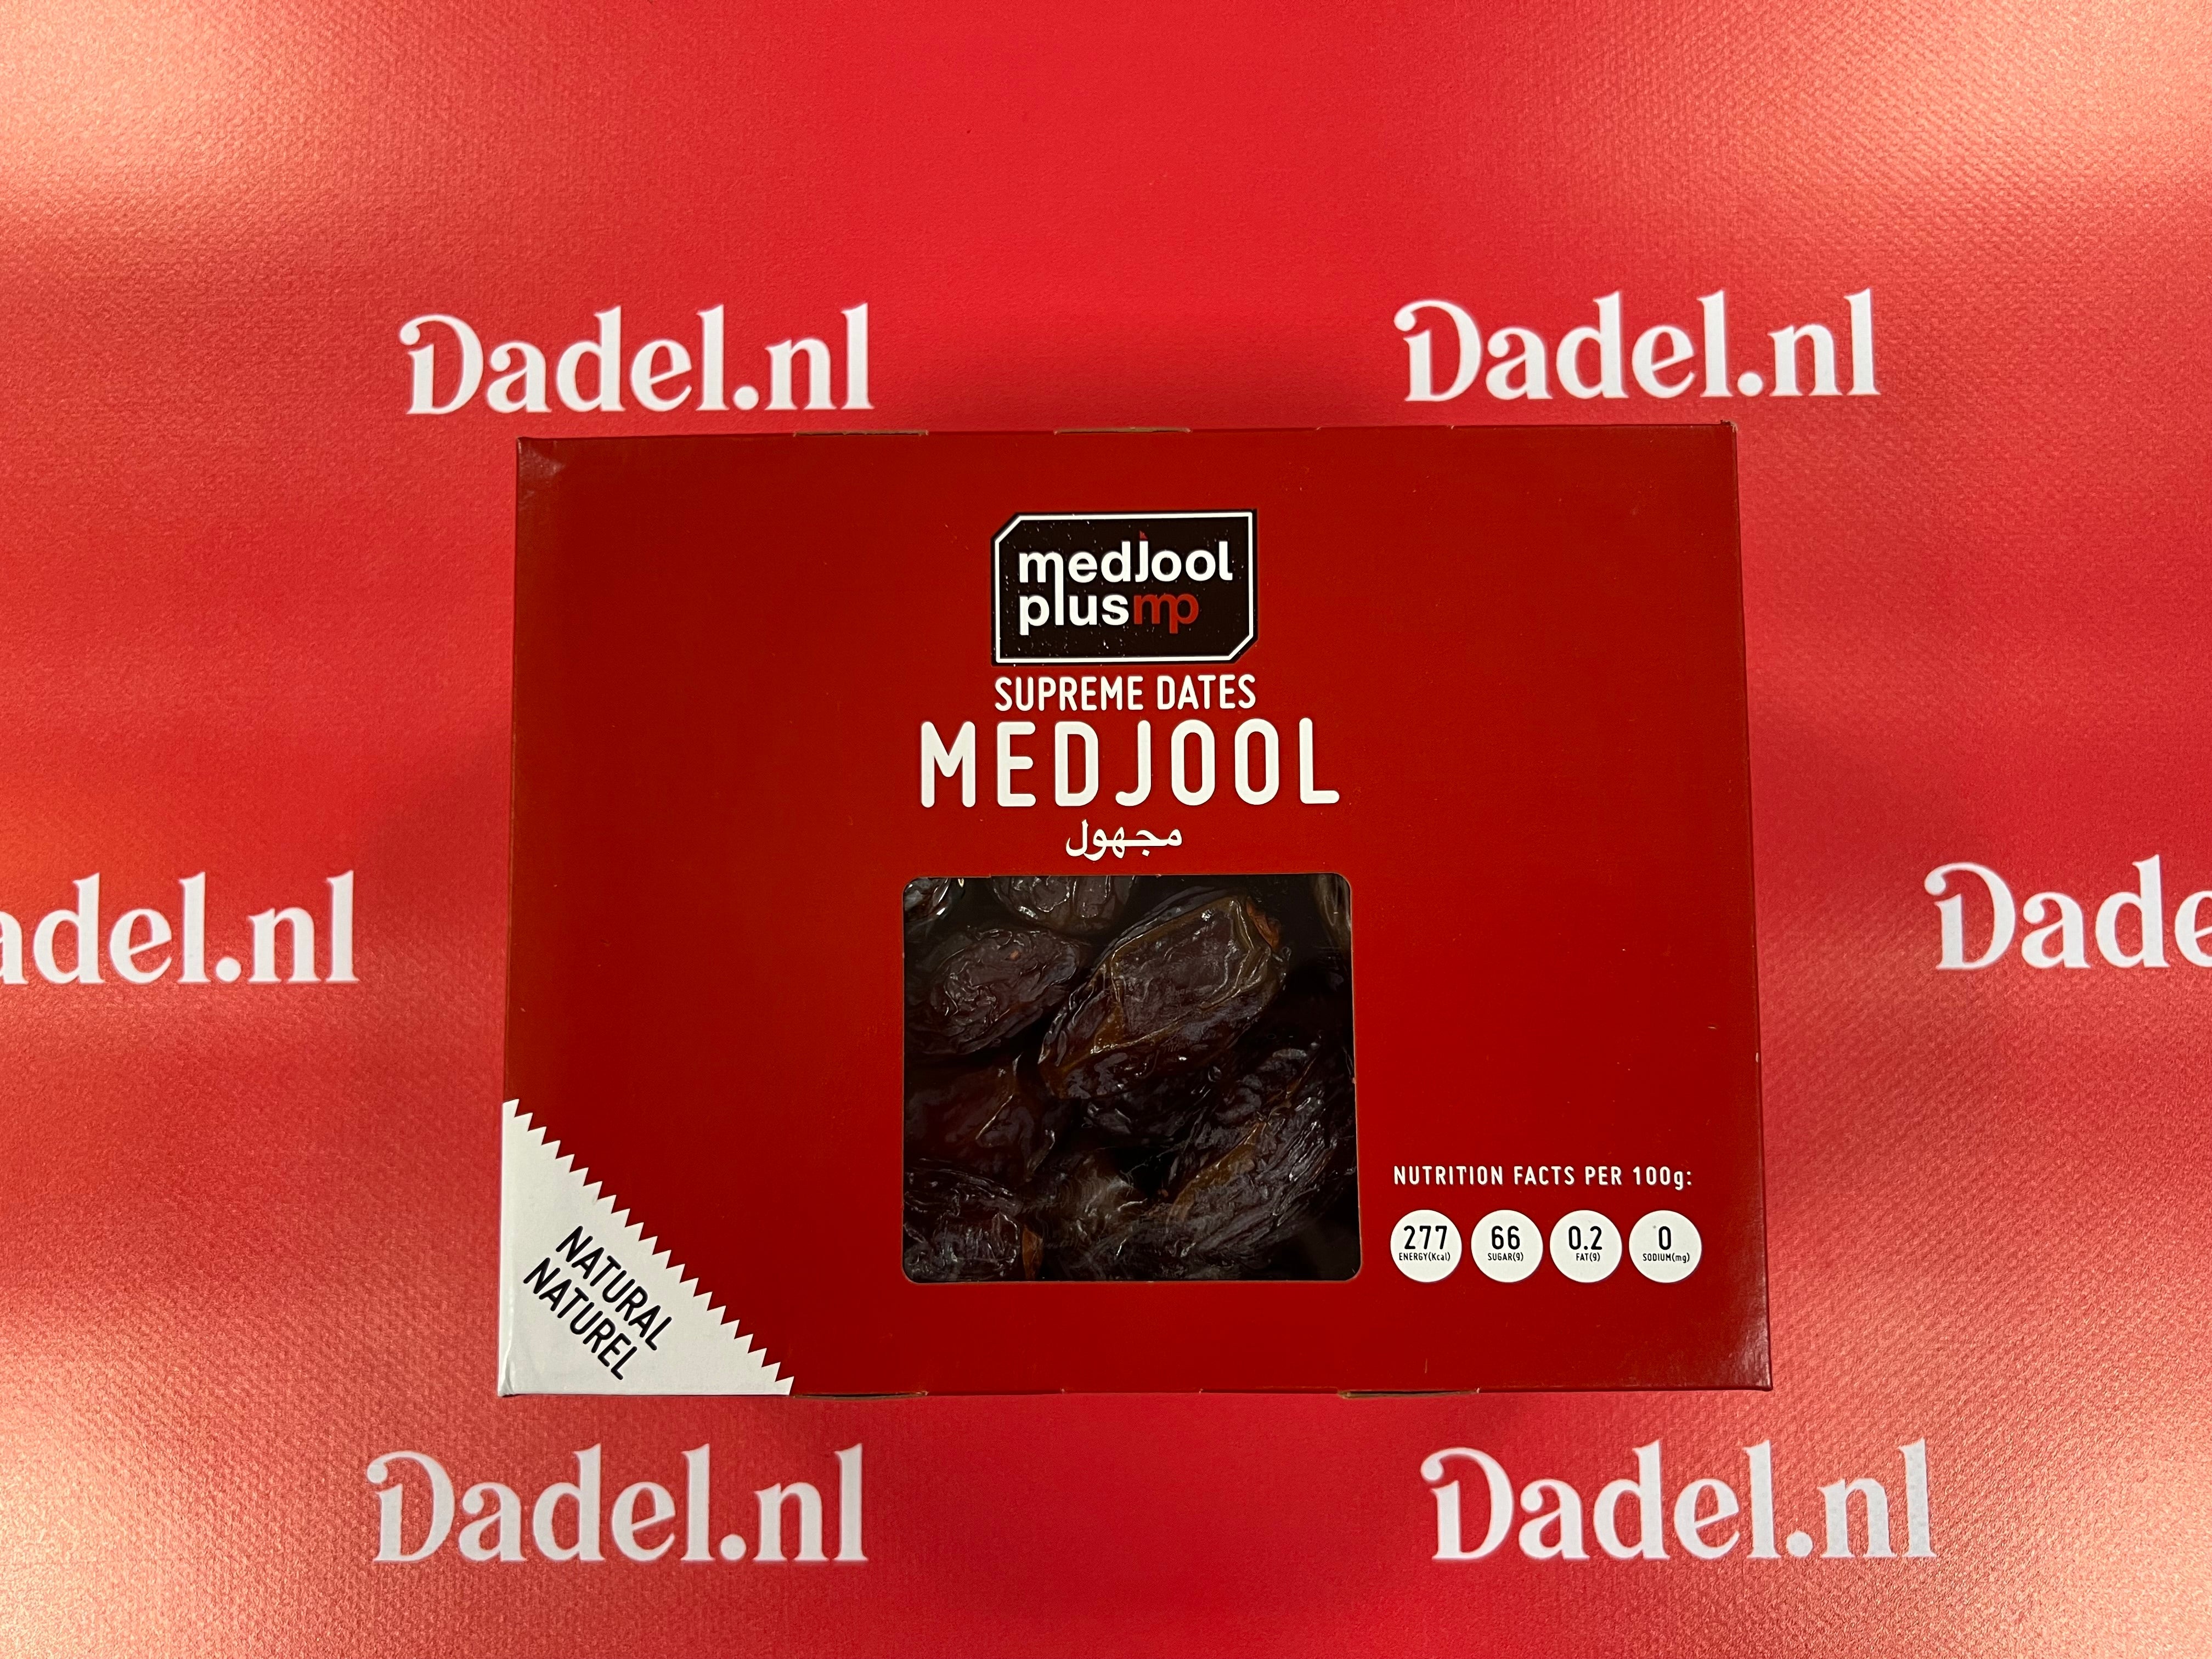 Dadel.nl
Dadel.nl
medjool
plusmp
SUPREME DATES
MEDJOOL
مجهول
adel.nl
Dade
NUTRITION FACTS PER 100g:
277
ENERGY(Kcal)
66
SUGAR(g)
0.2
FAT(g)
0
SODIUM(mg)
NATURAL
NATUREL
Dadel.nl
Dadel.nl